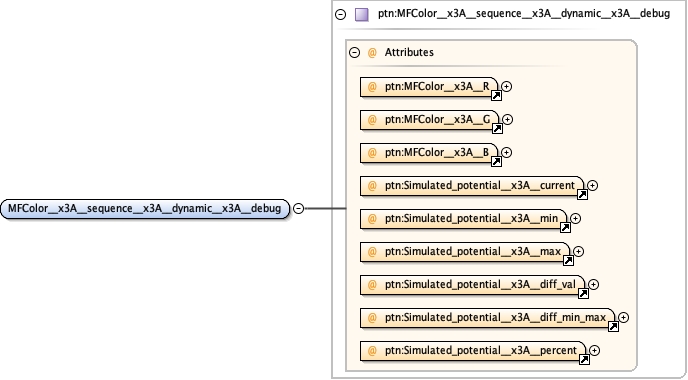 ptn:MFColor__x3A__sequence__x3A__dynamic__x3A__debug
@ Attributes
@ ptn:MFColor__x3A__R
@ ptn:MFColor__x3A__G
@ ptn:MFColor__x3A__B
@ ptn:Simulated_potential__x3A__current
MFColor__x3A__sequence__x3A__dynamic__x3A__debug
@ ptn:Simulated_potential__x3A__min
@ ptn:Simulated_potential__x3A__max
@ ptn:Simulated_potential__x3A__diff_val
@ ptn:Simulated_potential__x3A__diff_min_max
@ ptn:Simulated_potential__x3A__percent